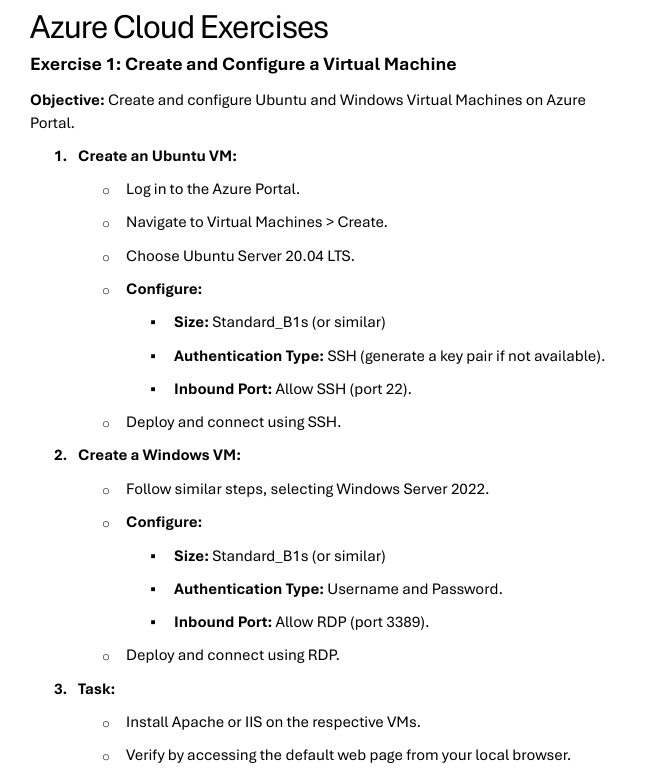 Azure Cloud Exercises
Exercise 1: Create and Configure a Virtual Machine
Objective: Create and configure Ubuntu and Windows Virtual Machines on Azure
Portal.
1. Create an Ubuntu VM:
o Log in to the Azure Portal.
o Navigate to Virtual Machines > Create.
o Choose Ubuntu Server 20.04 LTS.
o Configure:
▪ Size: Standard_B1s (or similar)
▪ Authentication Type: SSH (generate a key pair if not available).
▪ Inbound Port: Allow SSH (port 22).
o Deploy and connect using SSH.
2. Create a Windows VM:
o Follow similar steps, selecting Windows Server 2022.
o Configure:
▪ Size: Standard_B1s (or similar)
▪ Authentication Type: Username and Password.
▪ Inbound Port: Allow RDP (port 3389).
o Deploy and connect using RDP.
3. Task:
o Install Apache or IIS on the respective VMs.
o Verify by accessing the default web page from your local browser.